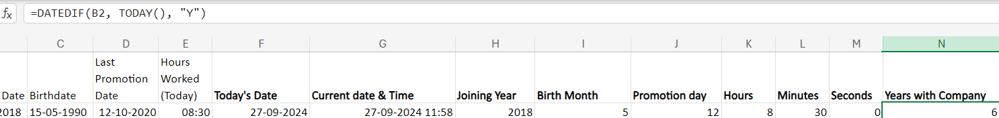 fx =DATEDIF(B2, TODAY(), "Y")
C D E F G H I J K L M N
Last Hours
Promotion Worked
Date Birthdate Date (Today) Today's Date Current date & Time Joining Year Birth Month Promotion day Hours Minutes Seconds Years with Company
2018 15-05-1990 12-10-2020 08:30 27-09-2024 27-09-2024 11:58 2018 5 12 8 30 0 6